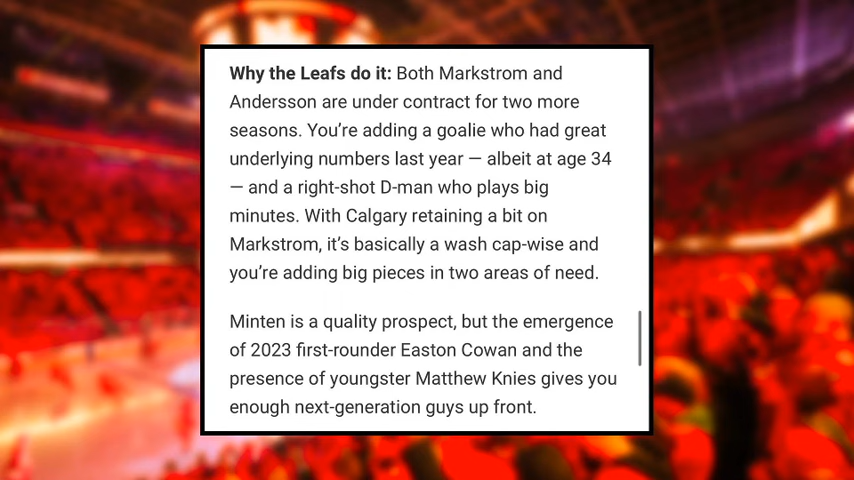 Why the Leafs do it: Both Markstrom and
Andersson are under contract for two more
seasons. You’re adding a goalie who had great
underlying numbers last year — albeit at age 34
— and a right-shot D-man who plays big
minutes. With Calgary retaining a bit on
Markstrom, it’s basically a wash cap-wise and
you’re adding big pieces in two areas of need.
Minten is a quality prospect, but the emergence
of 2023 first-rounder Easton Cowan and the
presence of youngster Matthew Knies gives you
enough next-generation guys up front.